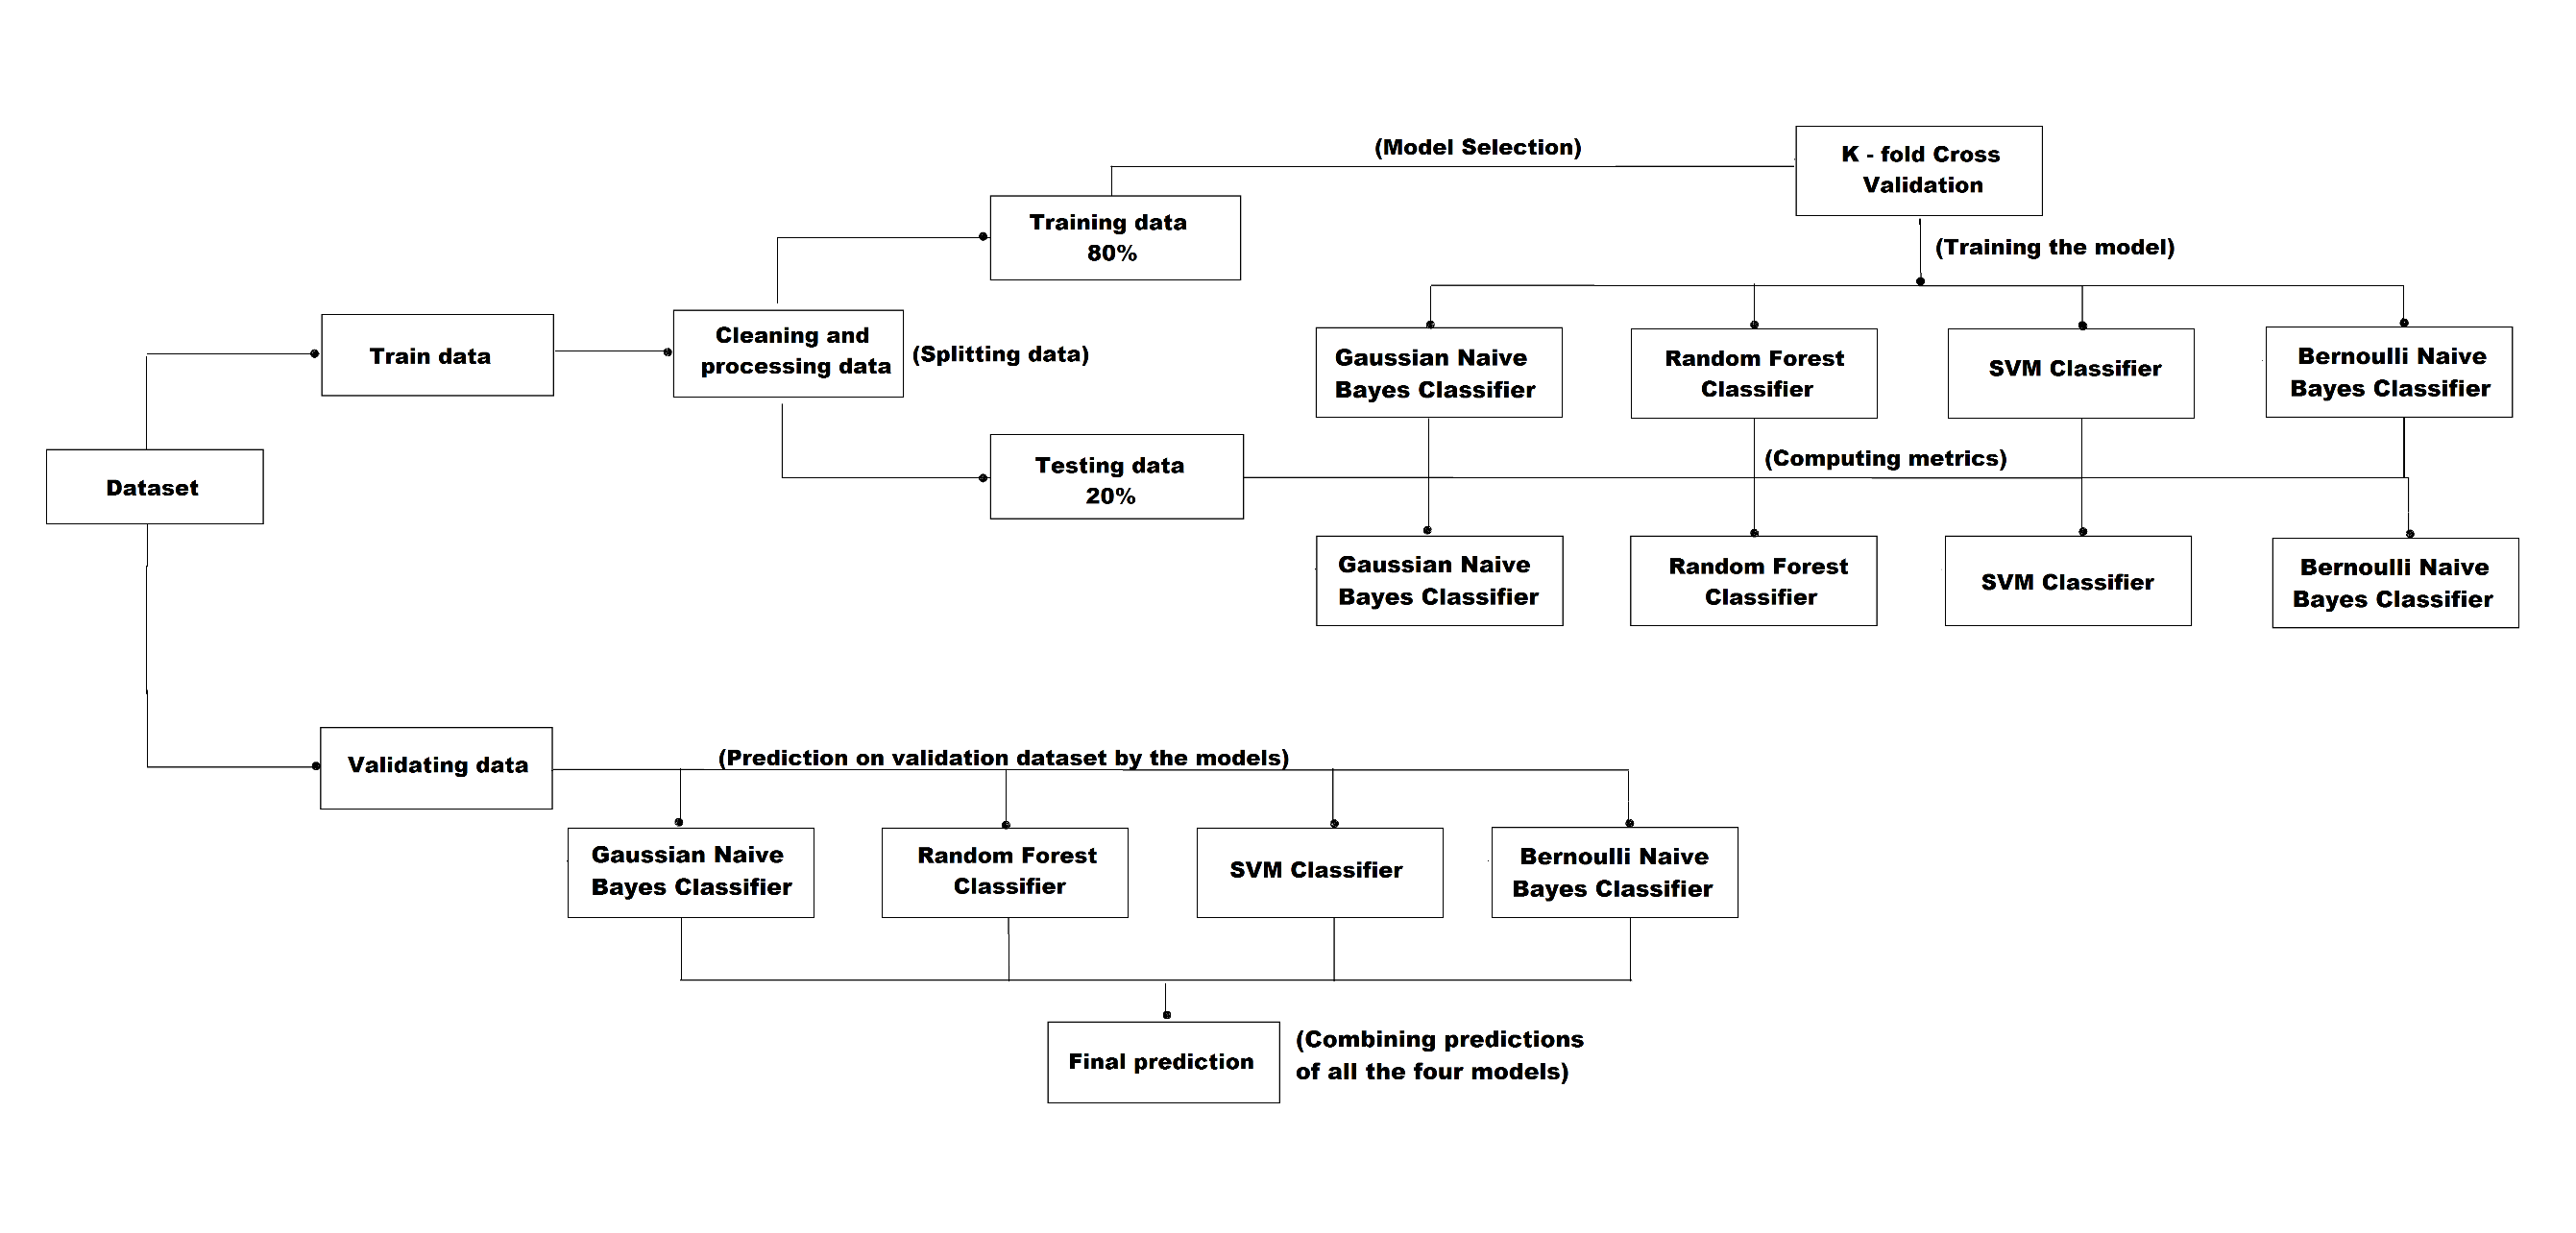 (Model Selection)
K - fold Cross
Validation
Training data
80%
(Training the model)
Train data
Cleaning and
processing data
(Splitting data)
Gaussian Naive
Bayes Classifier
Random Forest
Classifier
SVM Classifier
Bernoulli Naive
Bayes Classifier
Dataset
Testing data
20%
(Computing metrics)
Gaussian Naive
Bayes Classifier
Random Forest
Classifier
SVM Classifier
Bernoulli Naive
Bayes Classifier
Validating data
(Prediction on validation dataset by the models)
Gaussian Naive
Bayes Classifier
Random Forest
Classifier
SVM Classifier
Bernoulli Naive
Bayes Classifier
Final prediction
(Combining predictions
of all the four models)